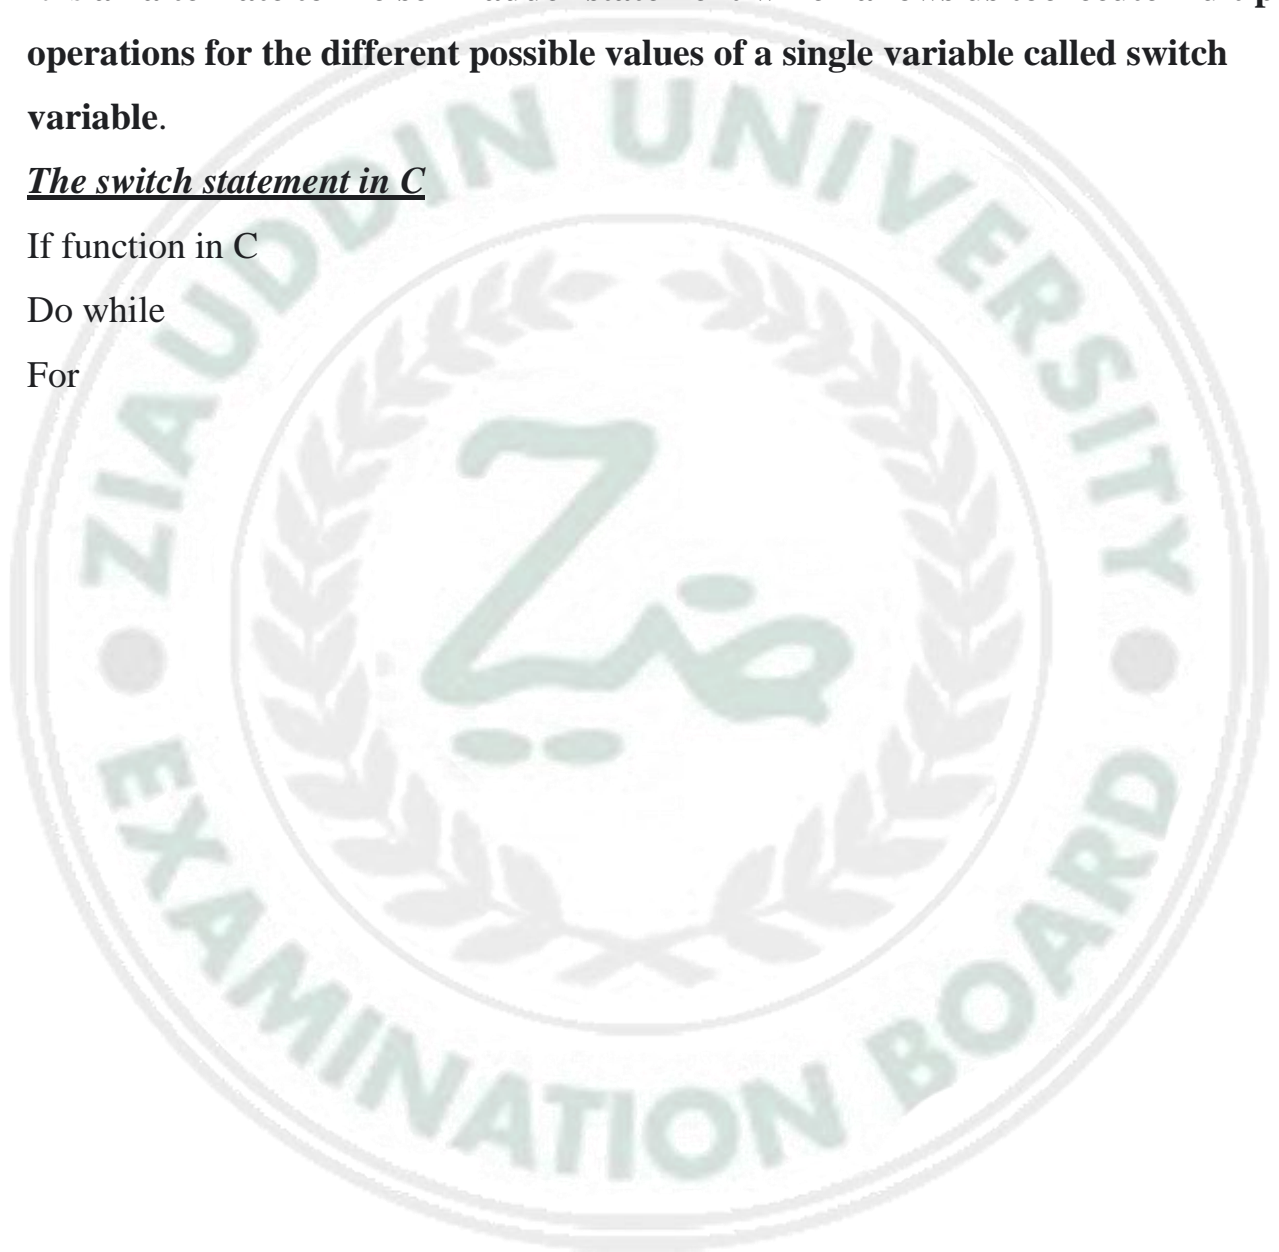 operations for the different possible values of a single variable called switch
variable.
The switch statement in C
If function in C
Do while
For
ZIAUDDIN UNIVERSITY
EXAMINATION BOARD